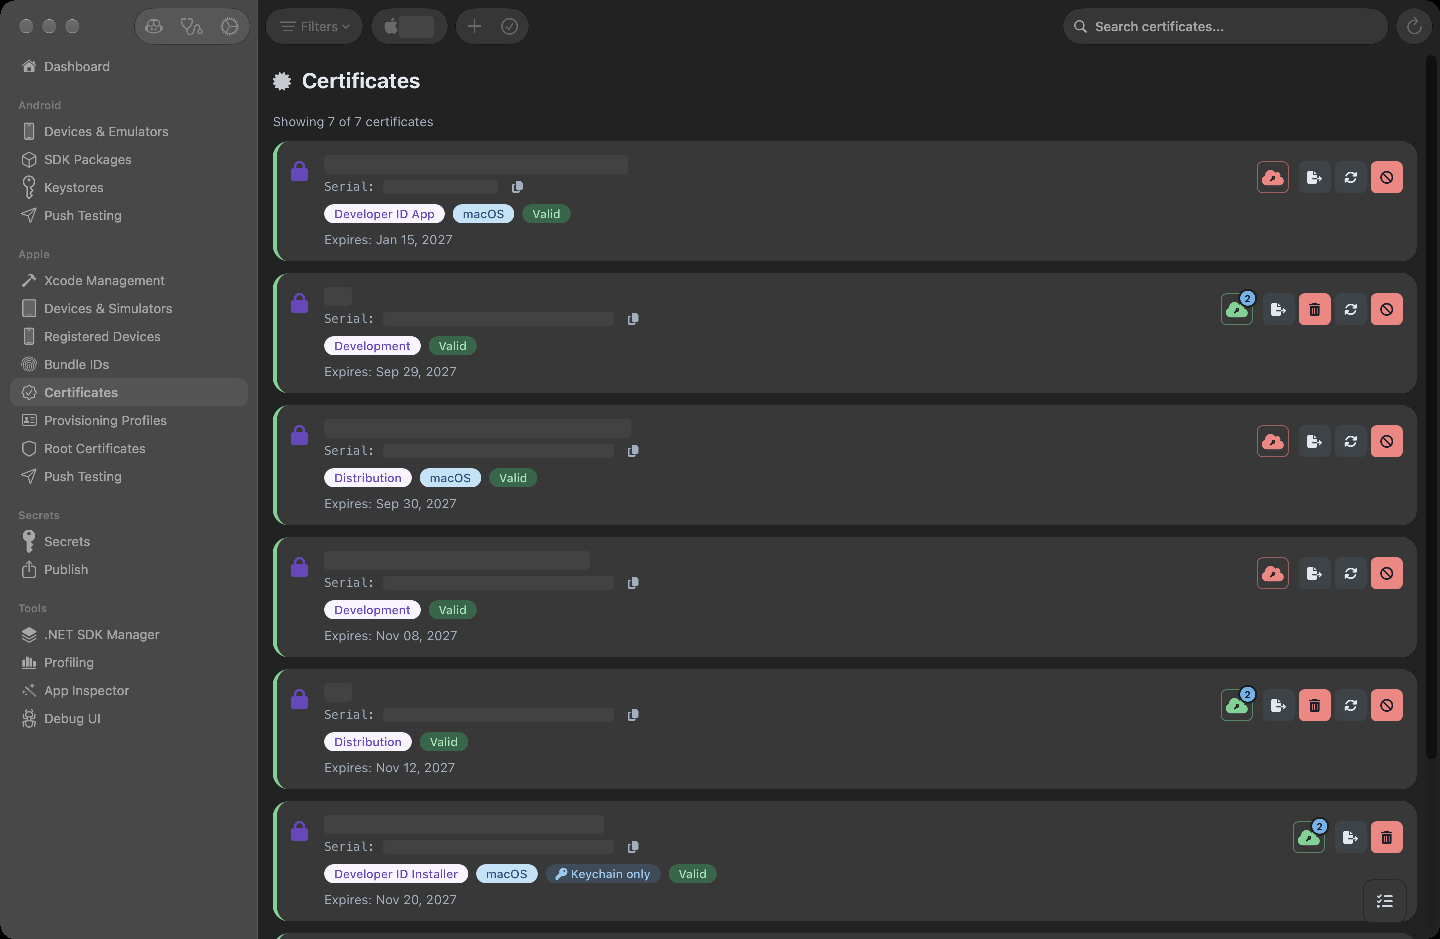 Filters
Search certificates...
Dashboard
Android
Devices & Emulators
SDK Packages
Keystores
Push Testing
Apple
Xcode Management
Devices & Simulators
Registered Devices
Bundle IDs
Certificates
Provisioning Profiles
Root Certificates
Push Testing
Secrets
Secrets
Publish
Tools
.NET SDK Manager
Profiling
App Inspector
Debug UI
Certificates
Showing 7 of 7 certificates
Serial:
Developer ID App macOS Valid
Expires: Jan 15, 2027
2
Serial:
Development Valid
Expires: Sep 29, 2027
Serial:
Distribution macOS Valid
Expires: Sep 30, 2027
Serial:
Development Valid
Expires: Nov 08, 2027
2
Serial:
Distribution Valid
Expires: Nov 12, 2027
2
Serial:
Developer ID Installer macOS Keychain only Valid
Expires: Nov 20, 2027